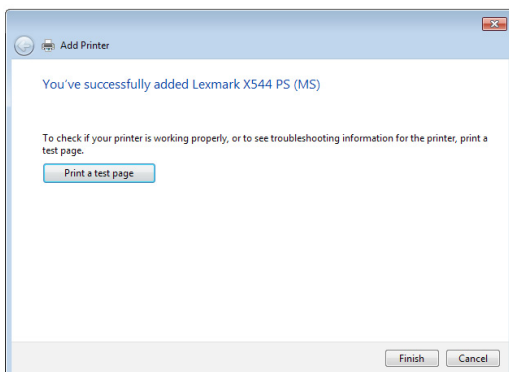 Add Printer
You've successfully added Lexmark X544 PS (MS)
To check if your printer is working properly, or to see troubleshooting information for the printer, print a
test page.
Print a test page
Finish Cancel